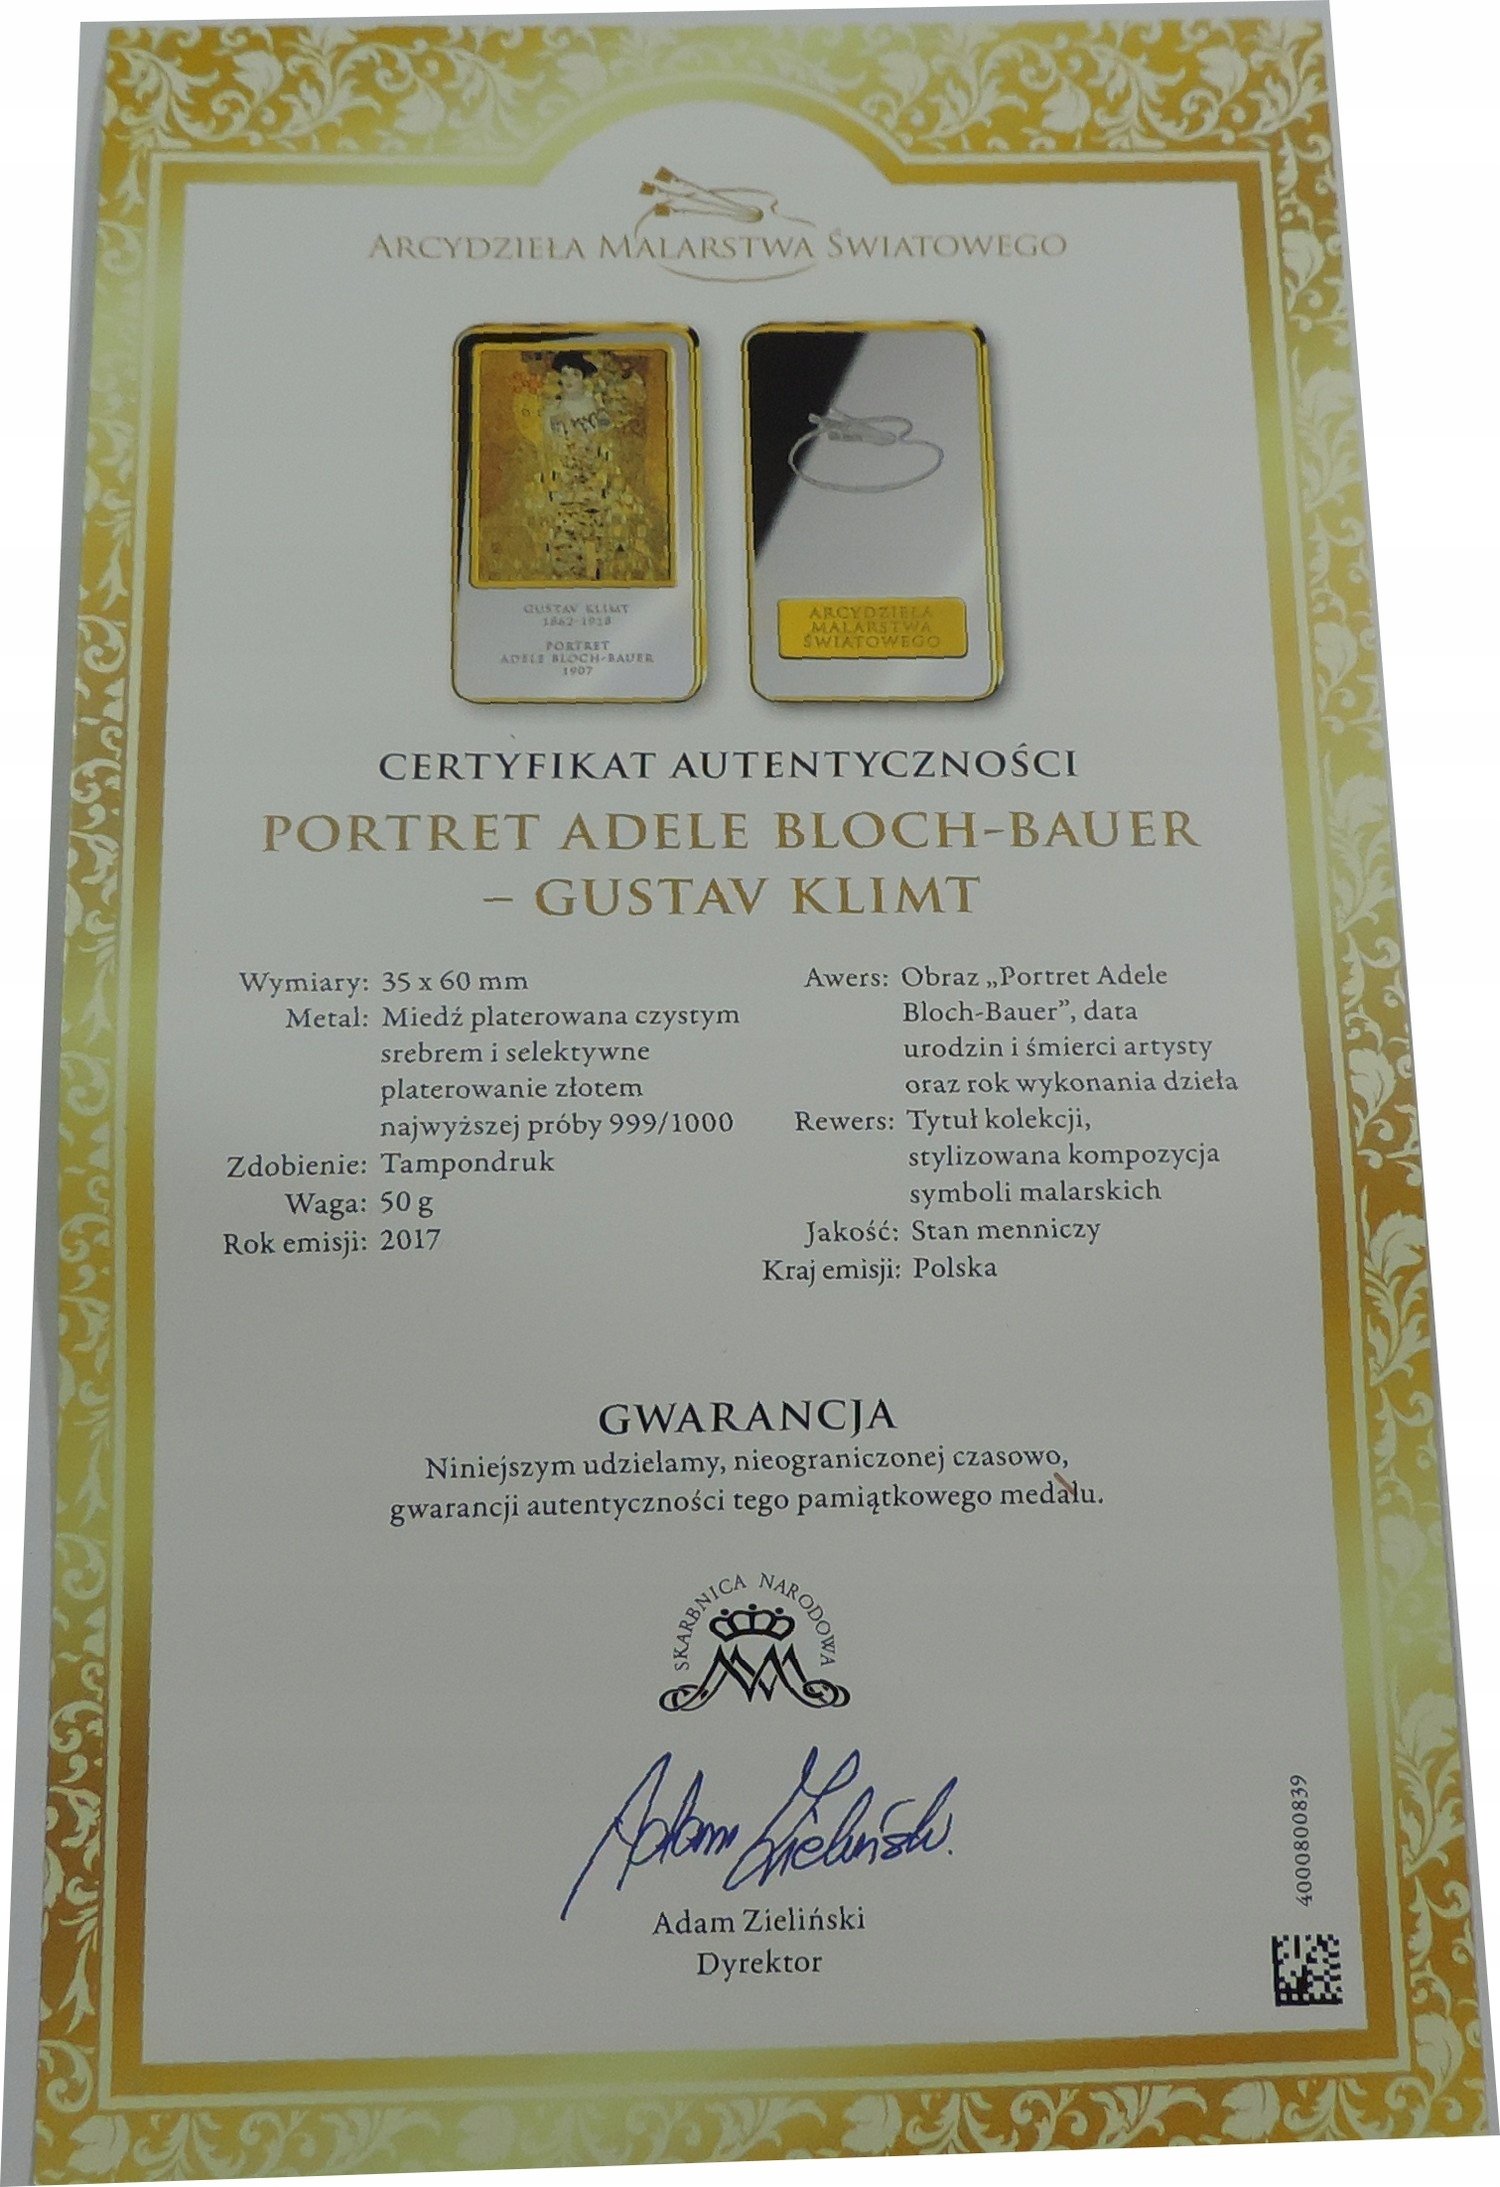 ARCYDZIEŁA MALARSTWA ŚWIATOWEGO
GUSTAV KLIMT
1862-1918
PORTRET
ADELE BLOCH-BAUER
1907
ARCYDZIEŁA
MALARSTWA
ŚWIATOWEGO
CERTYFIKAT AUTENTYCZNOŚCI
PORTRET ADELE BLOCH-BAUER
– GUSTAV KLIMT
Wymiary: 35 x 60 mm
Metal: Miedź platerowana czystym
srebrem i selektywne
platerowanie złotem
najwyższej próby 999/1000
Zdobienie: Tampondruk
Waga: 50 g
Rok emisji: 2017
Awers: Obraz „Portret Adele
Bloch-Bauer”, data
urodzin i śmierci artysty
oraz rok wykonania dzieła
Rewers: Tytuł kolekcji,
stylizowana kompozycja
symboli malarskich
Jakość: Stan menniczy
Kraj emisji: Polska
GWARANCJA
Niniejszym udzielamy, nieograniczonej czasowo,
gwarancji autentyczności tego pamiątkowego medalu.
SKARBNICA NARODOWA
Adam Zieliński
Adam Zieliński
Dyrektor
4000800839